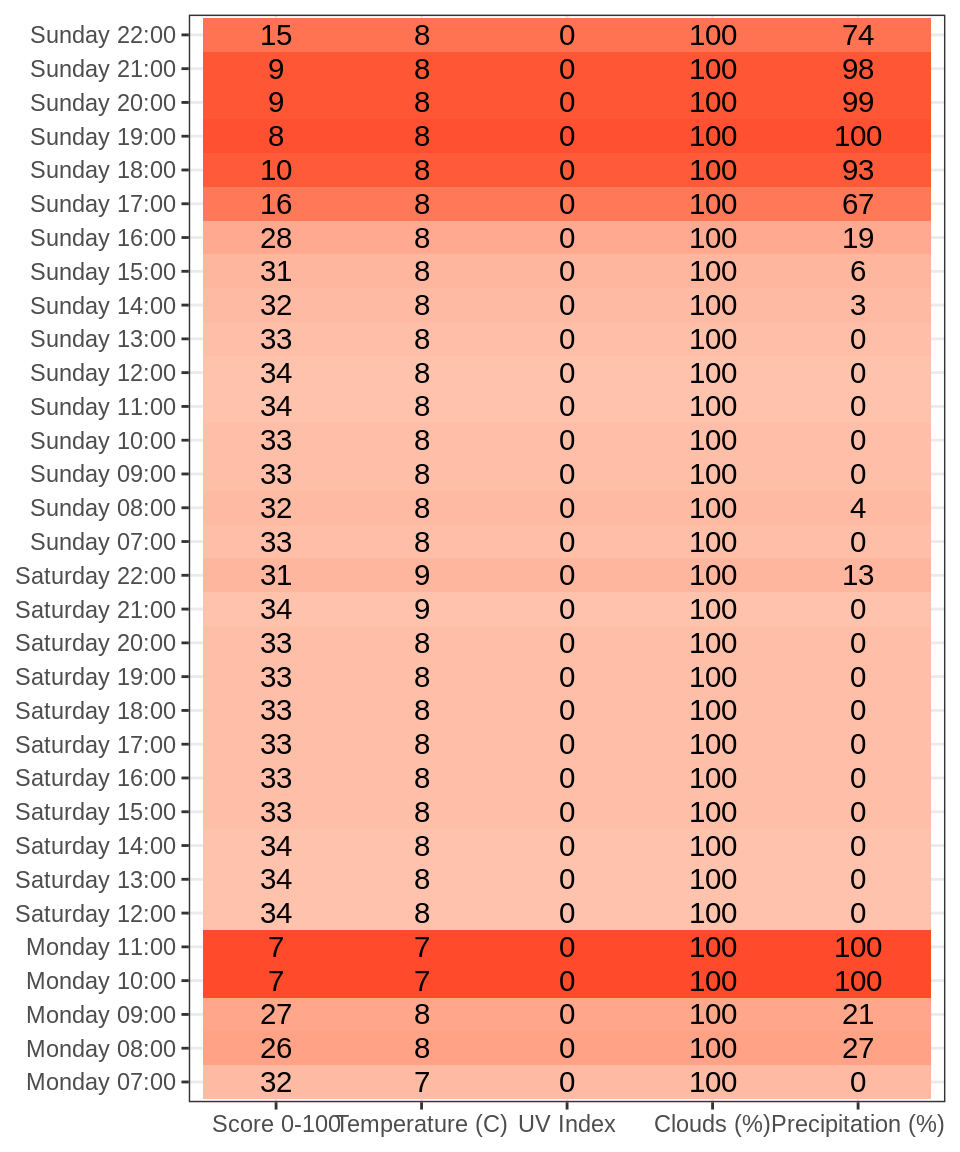 Sunday 22:00 15 8 0 100 74
Sunday 21:00 9 8 0 100 98
Sunday 20:00 9 8 0 100 99
Sunday 19:00 8 8 0 100 100
Sunday 18:00 10 8 0 100 93
Sunday 17:00 16 8 0 100 67
Sunday 16:00 28 8 0 100 19
Sunday 15:00 31 8 0 100 6
Sunday 14:00 32 8 0 100 3
Sunday 13:00 33 8 0 100 0
Sunday 12:00 34 8 0 100 0
Sunday 11:00 34 8 0 100 0
Sunday 10:00 33 8 0 100 0
Sunday 09:00 33 8 0 100 0
Sunday 08:00 32 8 0 100 4
Sunday 07:00 33 8 0 100 0
Saturday 22:00 31 9 0 100 13
Saturday 21:00 34 9 0 100 0
Saturday 20:00 33 8 0 100 0
Saturday 19:00 33 8 0 100 0
Saturday 18:00 33 8 0 100 0
Saturday 17:00 33 8 0 100 0
Saturday 16:00 33 8 0 100 0
Saturday 15:00 33 8 0 100 0
Saturday 14:00 34 8 0 100 0
Saturday 13:00 34 8 0 100 0
Saturday 12:00 34 8 0 100 0
Monday 11:00 7 7 0 100 100
Monday 10:00 7 7 0 100 100
Monday 09:00 27 8 0 100 21
Monday 08:00 26 8 0 100 27
Monday 07:00 32 7 0 100 0
Score 0-100 Temperature (C) UV Index Clouds (%) Precipitation (%)